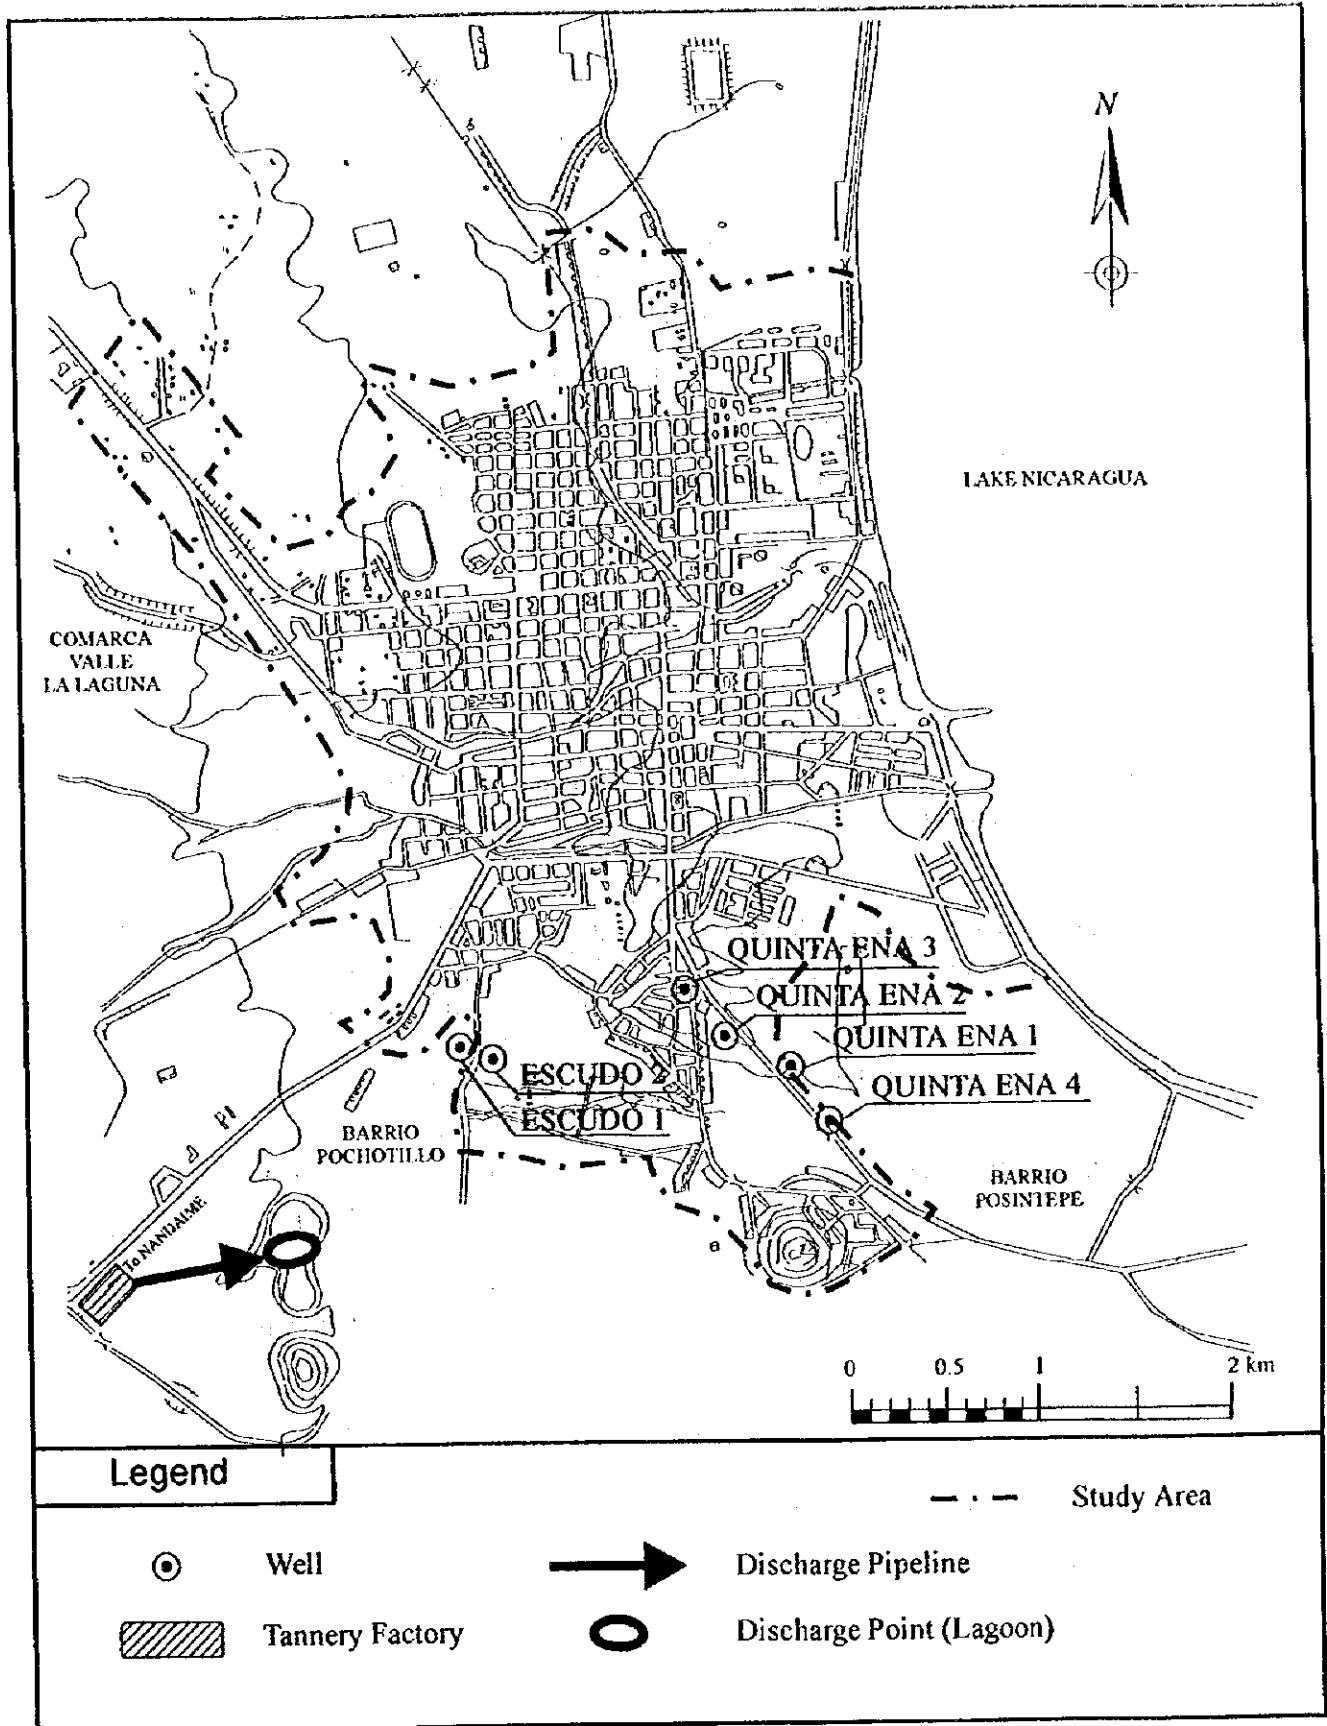 N
LAKE NICARAGUA
COMARCA
VALLE
LA LAGUNA
QUINTA ENA 3
QUINTA ENA 2
QUINTA ENA 1
QUINTA ENA 4
ESCUDO 2
ESCUDO 1
BARRIO
POCHOTILLO
BARRIO
POSINTEPE
To NANDAIME
0 0.5 1 2 km
Legend
Study Area
Well
Discharge Pipeline
Tannery Factory
Discharge Point (Lagoon)